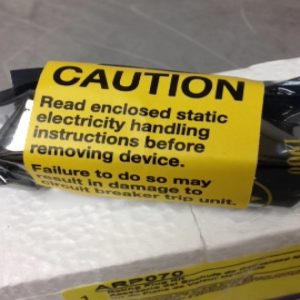 CAUTION
Read enclosed static
electricity handling
instructions before
removing device.
Failure to do so may
result in damage to
circuit breaker trip unit.
ARP070